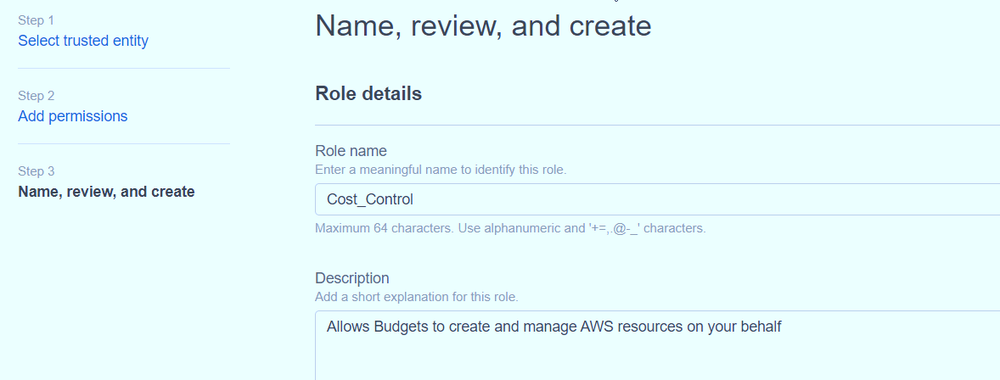 Step 1
Select trusted entity
Step 2
Add permissions
Step 3
Name, review, and create
Name, review, and create
Role details
Role name
Enter a meaningful name to identify this role.
Cost_Control
Maximum 64 characters. Use alphanumeric and '+=,.@-_' characters.
Description
Add a short explanation for this role.
Allows Budgets to create and manage AWS resources on your behalf